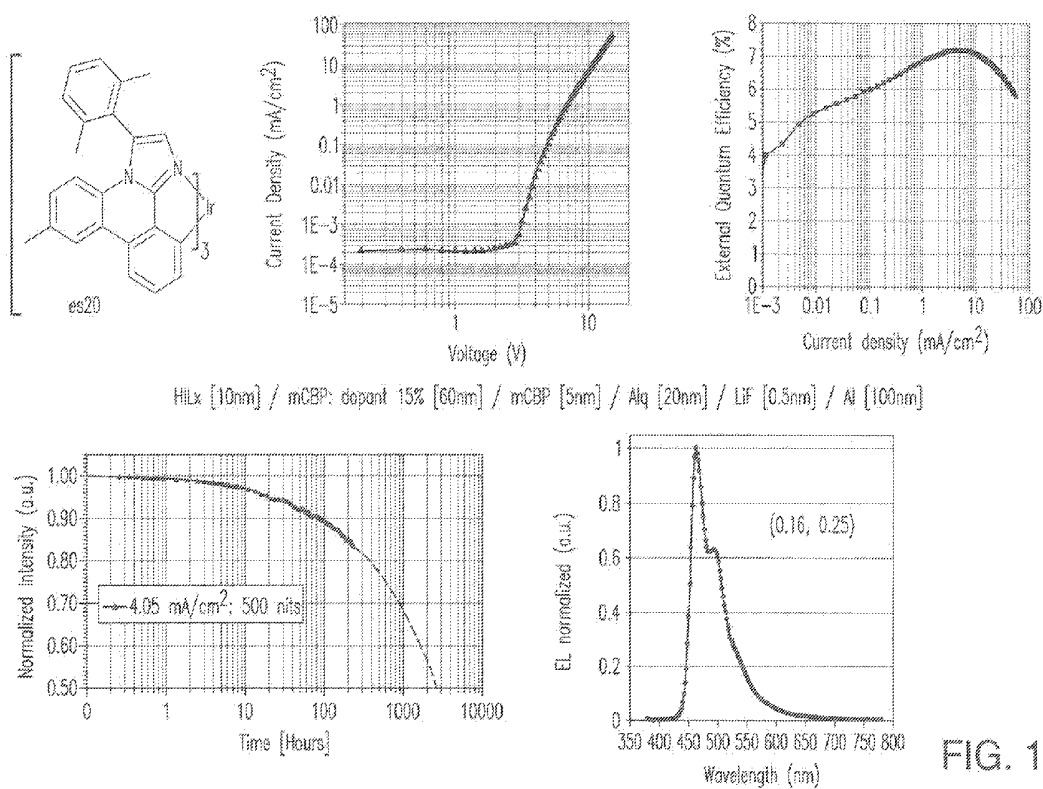 es20
N
N
Ir
3
Current Density (mA/cm2)
100
10
1
0.1
0.01
1E-3
1E-4
1E-5
1
10
Voltage (V)
External Quantum Efficiency (%)
8
7
6
5
4
3
2
1
0
1E-3 0.01 0.1 1 10 100
Current density (mA/cm2)
HILx [10nm] / mCBP: dopant 15% [60nm] / mCBP [5nm] / Alq [20nm] / LiF [0.5nm] / Al [100nm]
Normalized intensity (a.u.)
1.00
0.90
0.80
0.70
0.60
0.50
4.05 mA/cm2: 500 nits
0 1 10 100 1000 10000
Time [Hours]
EL normalized (a.u.)
1
0.8
0.6
0.4
0.2
0
(0.16, 0.25)
350 400 450 500 550 600 650 700 750 800
Wavelength (nm)
FIG. 1